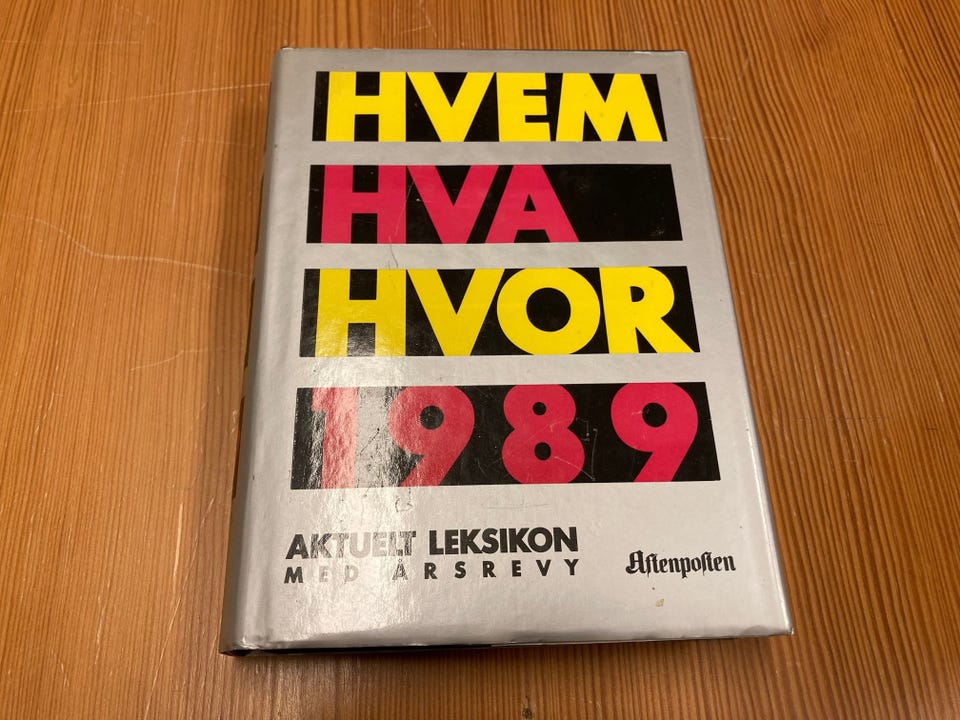 HVEM
HVA
HVOR
1989
AKTUELT LEKSIKON
MED ÅRSREVY
Aftenposten